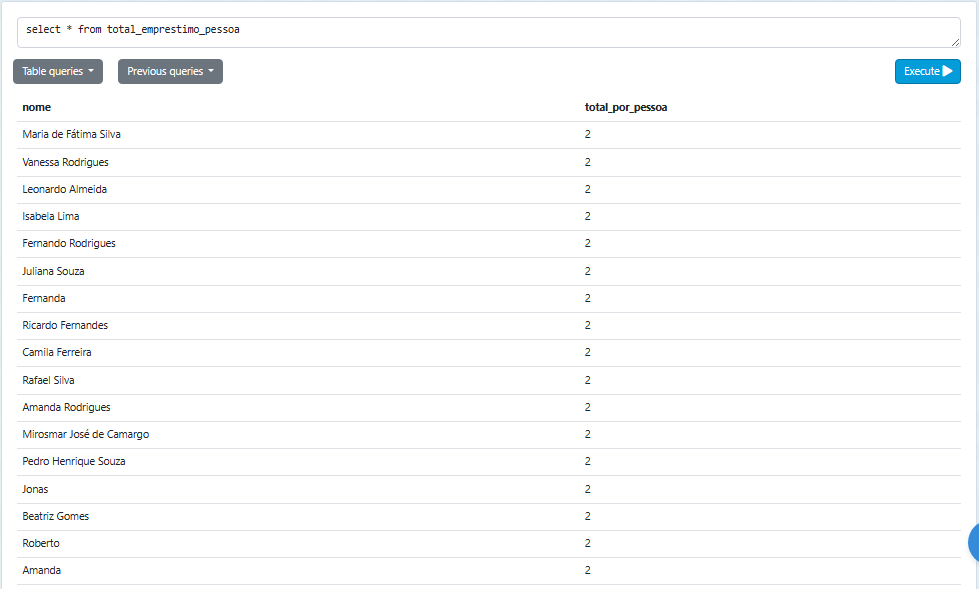 select * from total_emprestimo_pessoa
Table queries Previous queries Execute
nome total_por_pessoa
Maria de Fátima Silva 2
Vanessa Rodrigues 2
Leonardo Almeida 2
Isabela Lima 2
Fernando Rodrigues 2
Juliana Souza 2
Fernanda 2
Ricardo Fernandes 2
Camila Ferreira 2
Rafael Silva 2
Amanda Rodrigues 2
Mirosmar José de Camargo 2
Pedro Henrique Souza 2
Jonas 2
Beatriz Gomes 2
Roberto 2
Amanda 2